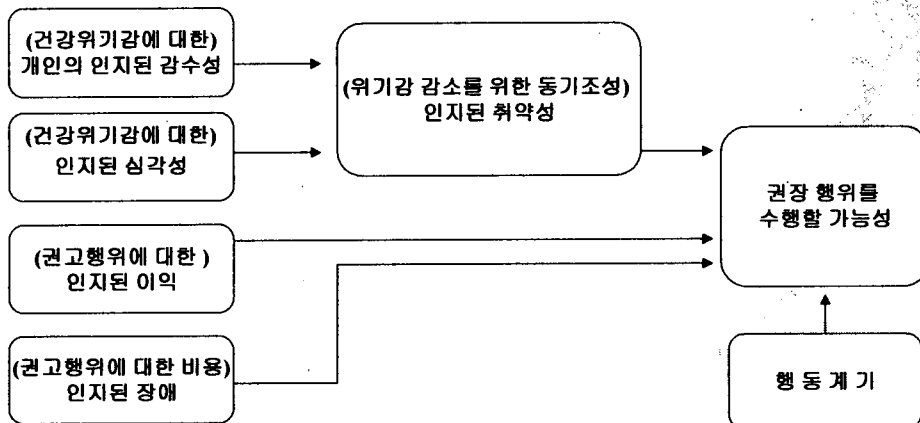 (건강위기감에 대한)
개인의 인지된 감수성
(건강위기감에 대한)
인지된 심각성
(위기감 감소를 위한 동기조성)
인지된 취약성
(권고행위에 대한 )
인지된 이익
(권고행위에 대한 비용)
인지된 장애
권장 행위를
수행할 가능성
행 동 계 기